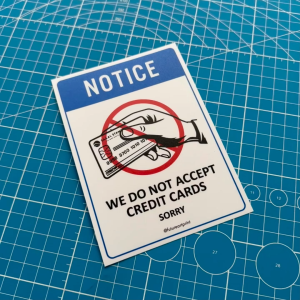 NOTICE
WE DO NOT ACCEPT
CREDIT CARDS
SORRY